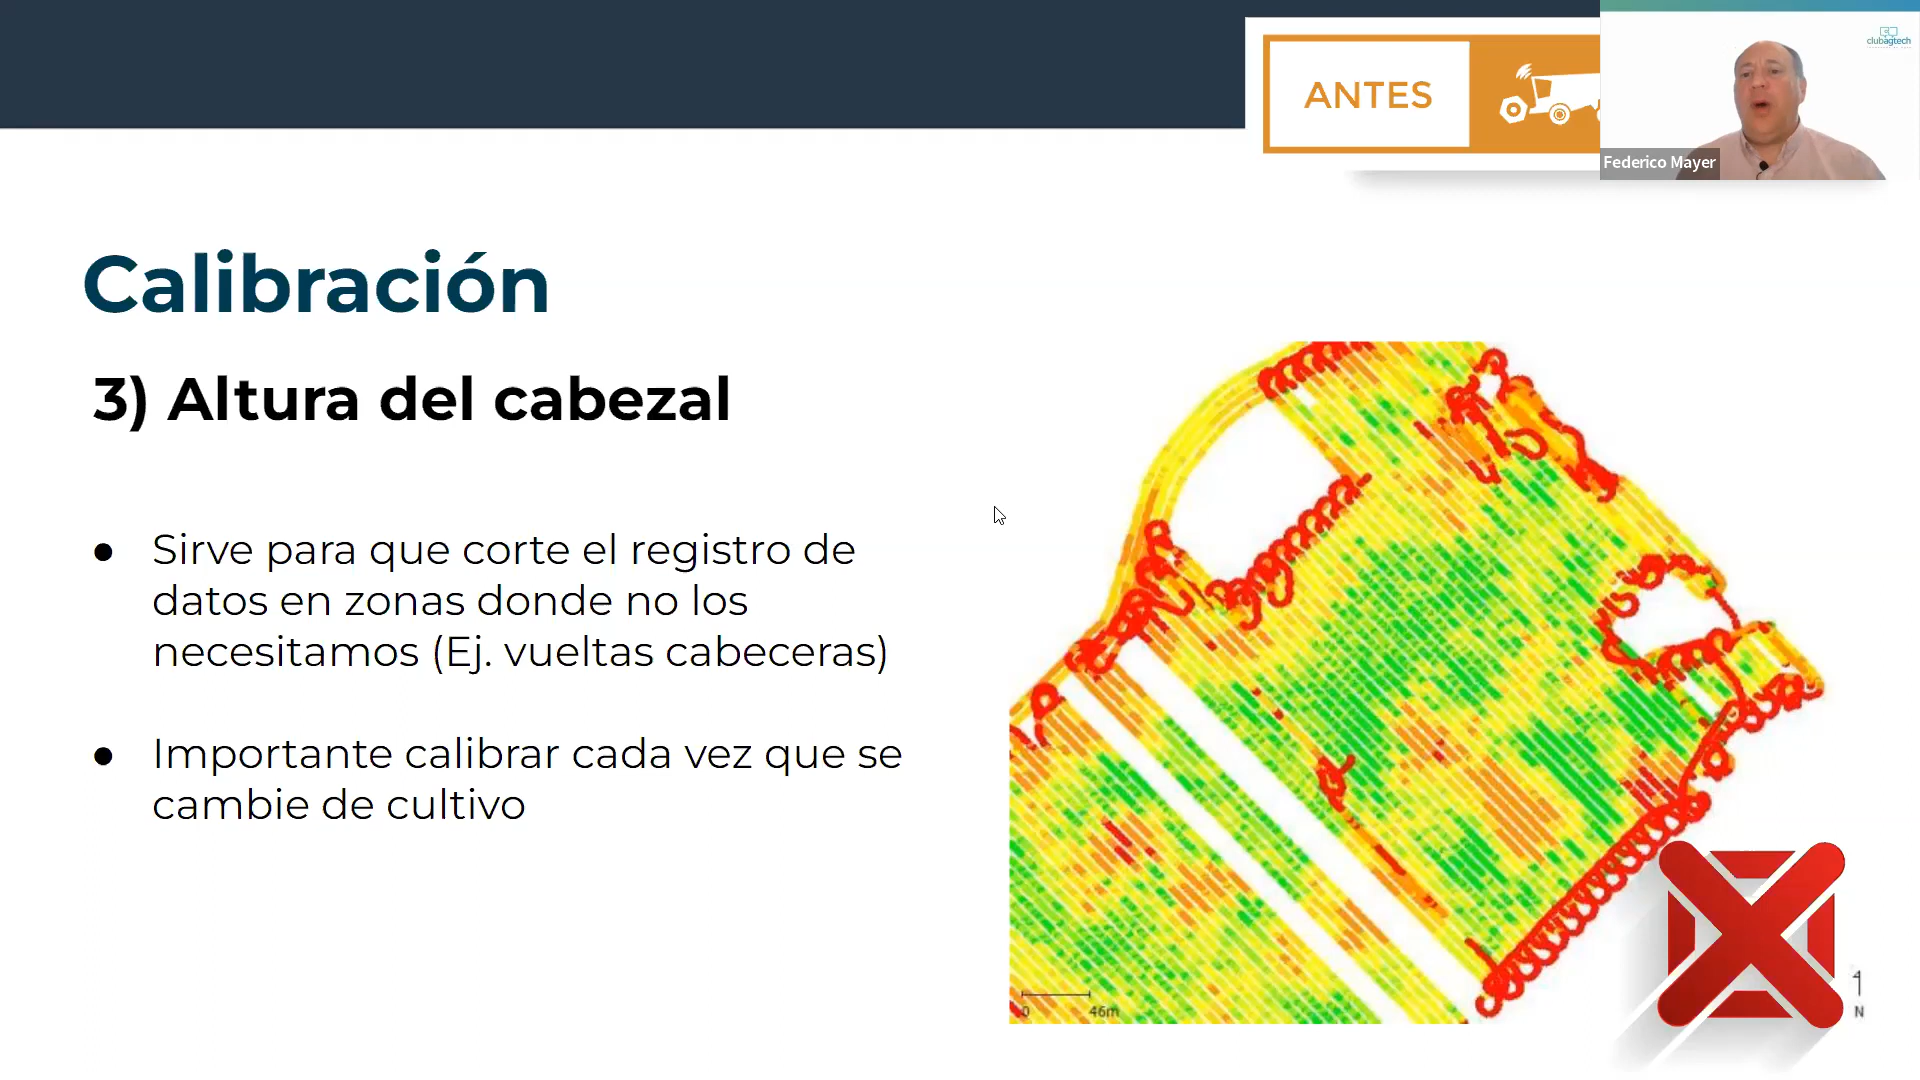 ANTES
clubagtech
Federico Mayer
Calibración
3) Altura del cabezal
● Sirve para que corte el registro de
datos en zonas donde no los
necesitamos (Ej. vueltas cabeceras)
● Importante calibrar cada vez que se
cambie de cultivo
0 46m
N